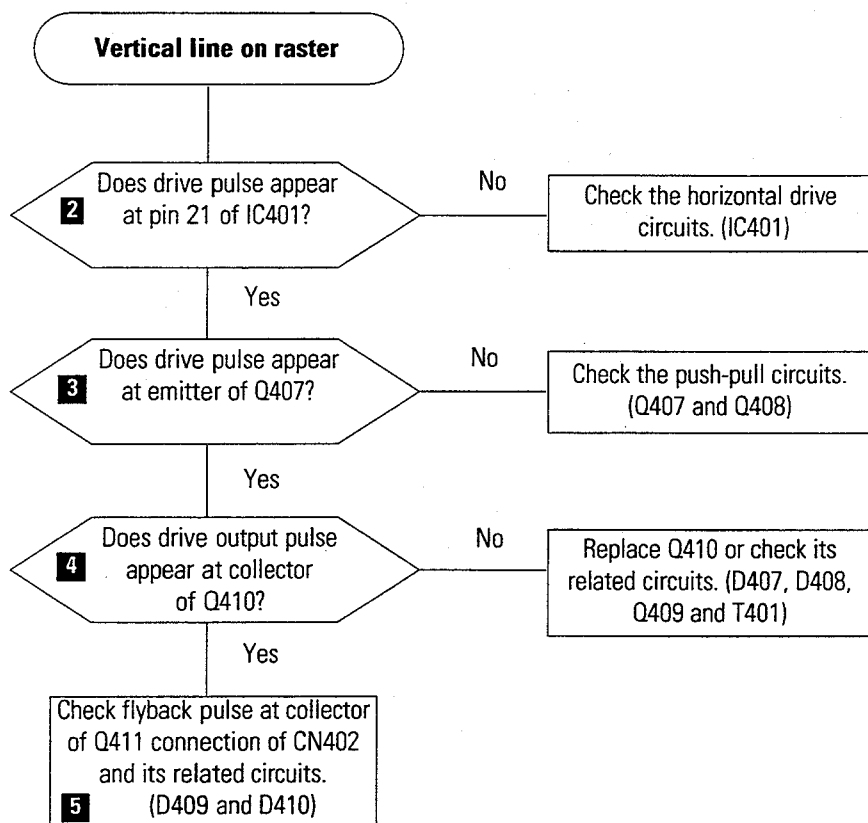 Vertical line on raster
Does drive pulse appear
2 at pin 21 of IC401?
No
Check the horizontal drive
circuits. (IC401)
Yes
Does drive pulse appear
3 at emitter of Q407?
No
Check the push-pull circuits.
(Q407 and Q408)
Yes
Does drive output pulse
4 appear at collector
of Q410?
No
Replace Q410 or check its
related circuits. (D407, D408,
Q409 and T401)
Yes
Check flyback pulse at collector
of Q411 connection of CN402
and its related circuits.
5 (D409 and D410)